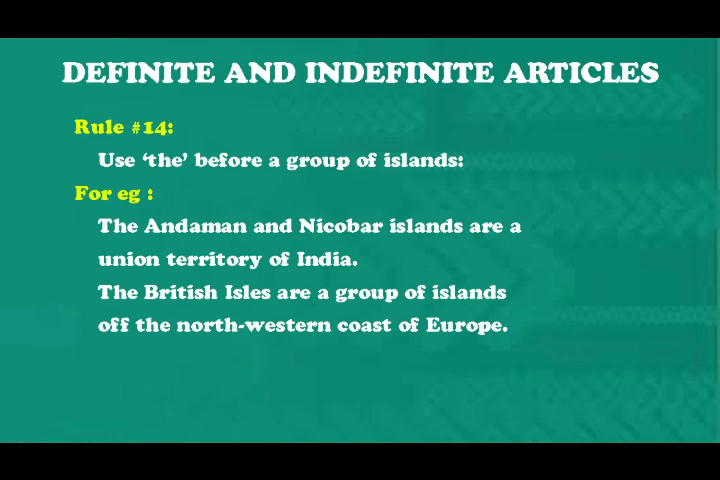 DEFINITE AND INDEFINITE ARTICLES
Rule #14:
Use ‘the’ before a group of islands:
For eg :
The Andaman and Nicobar islands are a
union territory of India.
The British Isles are a group of islands
off the north-western coast of Europe.